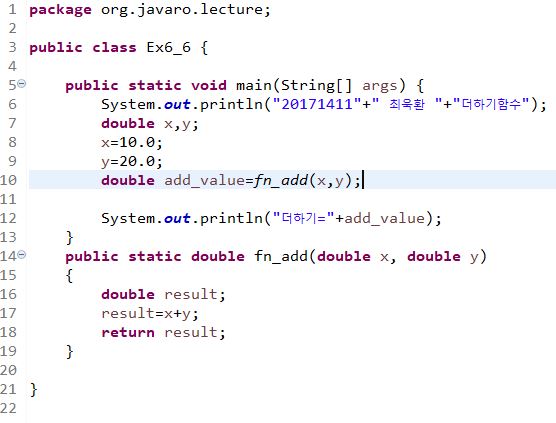 1 package org.javaro.lecture;
2
3 public class Ex6_6 {
4
5 public static void main(String[] args) {
6 System.out.println("20171411"+" 최욱환 "+"더하기함수");
7 double x,y;
8 x=10.0;
9 y=20.0;
10 double add_value=fn_add(x,y);
11
12 System.out.println("더하기="+add_value);
13 }
14 public static double fn_add(double x, double y)
15 {
16 double result;
17 result=x+y;
18 return result;
19 }
20
21 }
22